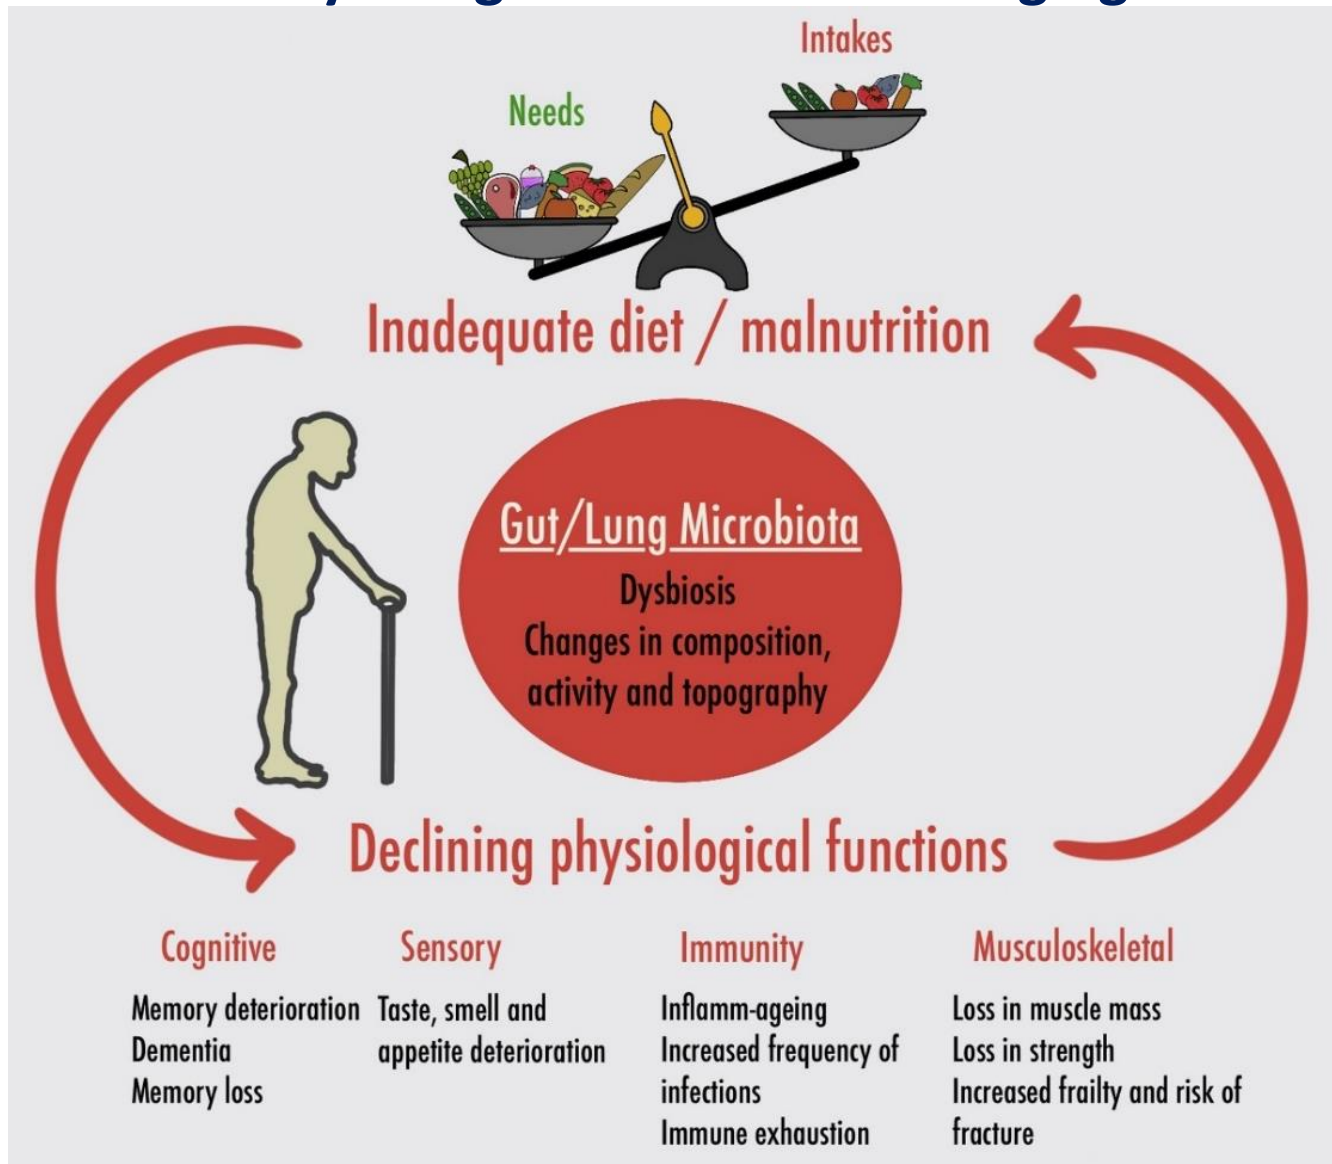 Intakes
Needs
Inadequate diet / malnutrition
Gut/Lung Microbiota
Dysbiosis
Changes in composition,
activity and topography
Declining physiological functions
Cognitive
Memory deterioration
Dementia
Memory loss
Sensory
Taste, smell and
appetite deterioration
Immunity
Inflamm-ageing
Increased frequency of
infections
Immune exhaustion
Musculoskeletal
Loss in muscle mass
Loss in strength
Increased frailty and risk of
fracture